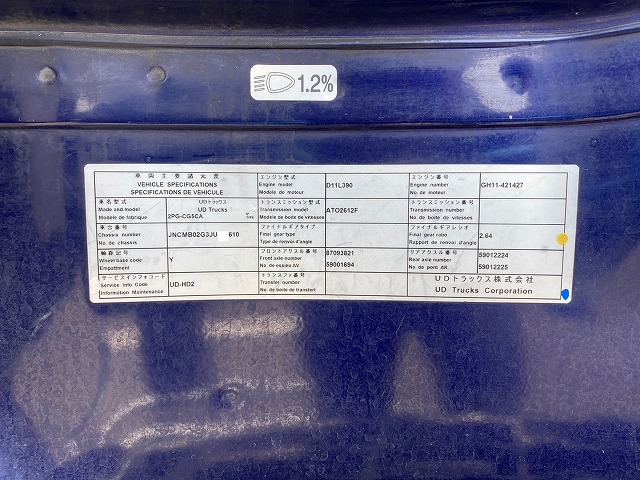 1.2%
車両主要諸元表
VEHICLE SPECIFICATIONS
SPECIFICATIONS DE VEHICULE
エンジン型式
Engine model
Modele de moteur
D11L390
エンジン番号
Engine number
No. de moteur
GH11-421427
車名型式
Made and model
Modele de fabrique
UDトラックス
UD Trucks
2PG-CG5CA
トランスミッション型式
Transmission model
Modele de boite de vitesses
ATO2612F
トランスミッション番号
Transmission number
No. de boite de vitesses
車台番号
Chassis number
No. de chassis
JNCMB02G3JU 610
ファイナルギアタイプ
Final gear type
Type de renvoi d'angle
ファイナルギアレシオ
Final gear ratio
Rapport de renvoi d'angle
2.64
軸距記号
Wheel base code
Empattment
Y
フロントアクスル番号
Front axle number
No. de essieu AV.
87093821
59001694
リヤアクスル番号
Rear axle number
No. de pont AR.
59012224
59012225
サービスインフォコード
Service Info Code
Information Maintenance
UD-HD2
トランスファ番号
Transfer number
No. de boite de transfert
UDトラックス株式会社
UD Trucks Corporation